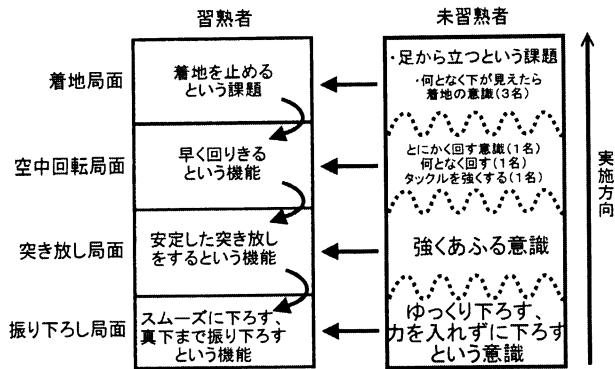 習熟者
未習熟者
着地局面
着地を止める
という課題
・足から立つという課題
・何となく下が見えたら
着地の意識(3名)
空中回転局面
早く回りきる
という機能
とにかく回す意識(1名)
何となく回す(1名)
タックルを強くする(1名)
突き放し局面
安定した突き放し
をするという機能
強くあふる意識
振り下ろし局面
スムーズに下ろす、
真下まで振り下ろす
という機能
ゆっくり下ろす、
力を入れずに下ろす
という意識
実施方向